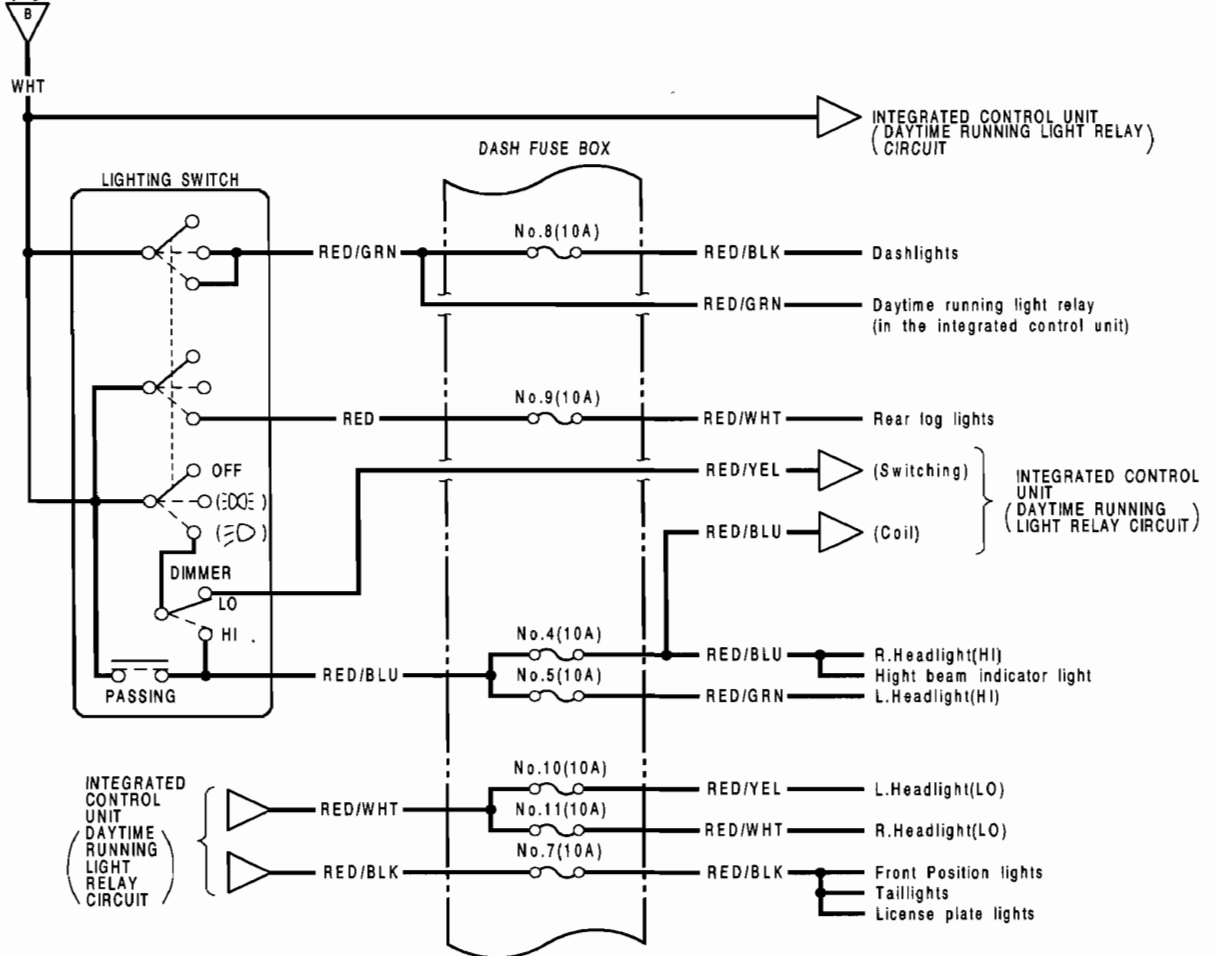 B
WHT
INTEGRATED CONTROL UNIT
(DAYTIME RUNNING LIGHT RELAY)
CIRCUIT
DASH FUSE BOX
LIGHTING SWITCH
No.8(10A)
RED/GRN
RED/BLK
Dashlights
RED/GRN
Daytime running light relay
(in the integrated control unit)
No.9(10A)
RED
RED/WHT
Rear fog lights
OFF
RED/YEL
(Switching)
INTEGRATED CONTROL
UNIT
(DAYTIME RUNNING
LIGHT RELAY CIRCUIT)
RED/BLU
(Coil)
DIMMER
LO
HI
No.4(10A)
RED/BLU
R.Headlight(HI)
Hight beam indicator light
PASSING
RED/BLU
No.5(10A)
RED/GRN
L.Headlight(HI)
INTEGRATED
CONTROL
UNIT
(DAYTIME
RUNNING
LIGHT
RELAY
CIRCUIT)
No.10(10A)
RED/YEL
L.Headlight(LO)
RED/WHT
No.11(10A)
RED/WHT
R.Headlight(LO)
No.7(10A)
RED/BLK
RED/BLK
Front Position lights
Taillights
License plate lights